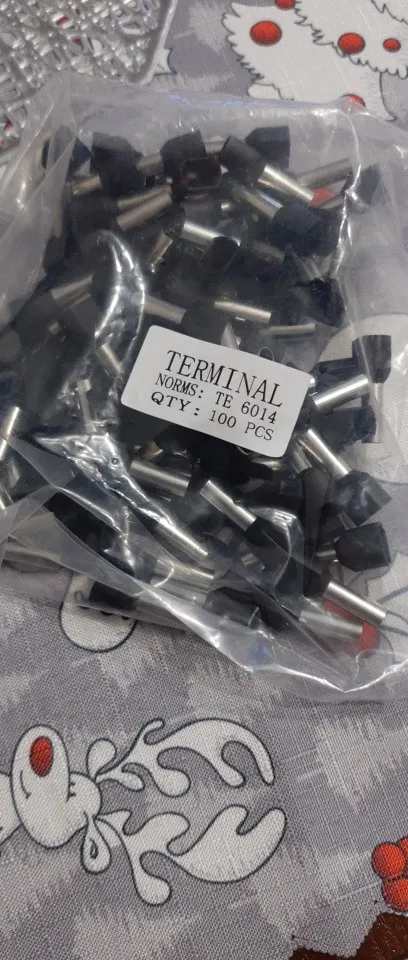 TERMINAL
NORMS: TE 6014
QTY: 100 PCS